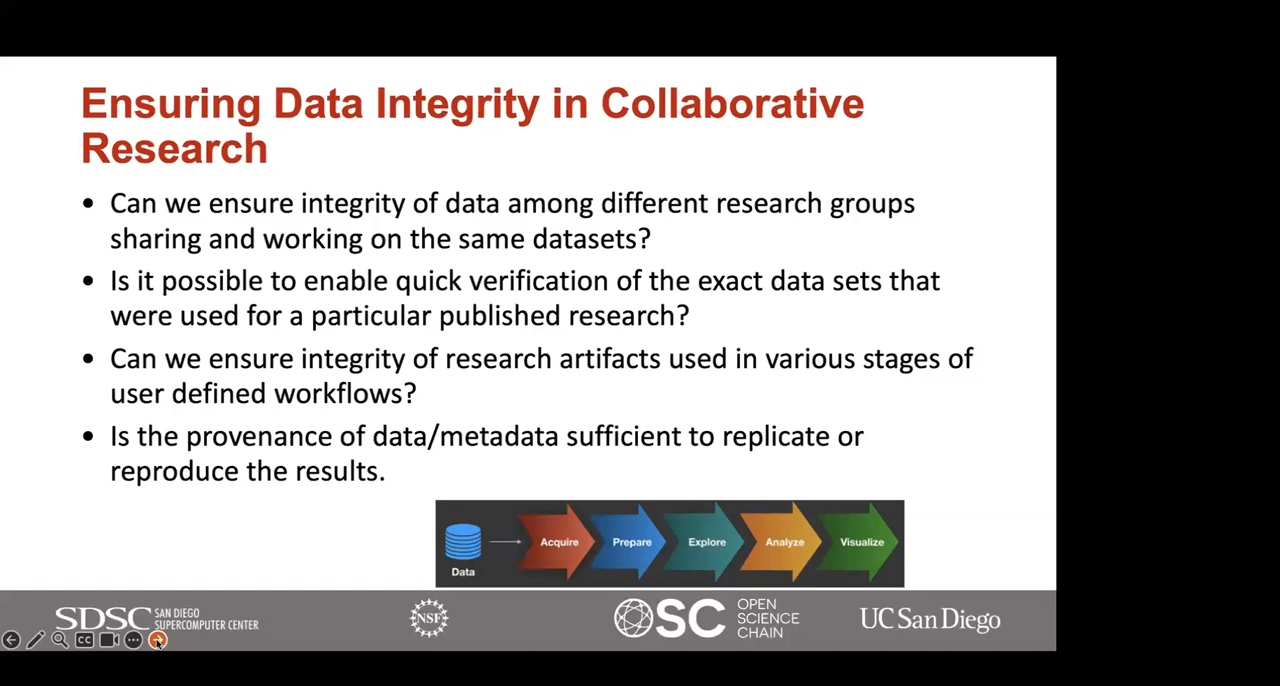 Ensuring Data Integrity in Collaborative
Research
• Can we ensure integrity of data among different research groups
sharing and working on the same datasets?
• Is it possible to enable quick verification of the exact data sets that
were used for a particular published research?
• Can we ensure integrity of research artifacts used in various stages of
user defined workflows?
• Is the provenance of data/metadata sufficient to replicate or
reproduce the results.
Data
Acquire
Prepare
Explore
Analyze
Visualize
SDSC
SAN DIEGO
SUPERCOMPUTER CENTER
NSF
OSC
OPEN
SCIENCE
CHAIN
UC San Diego
CC